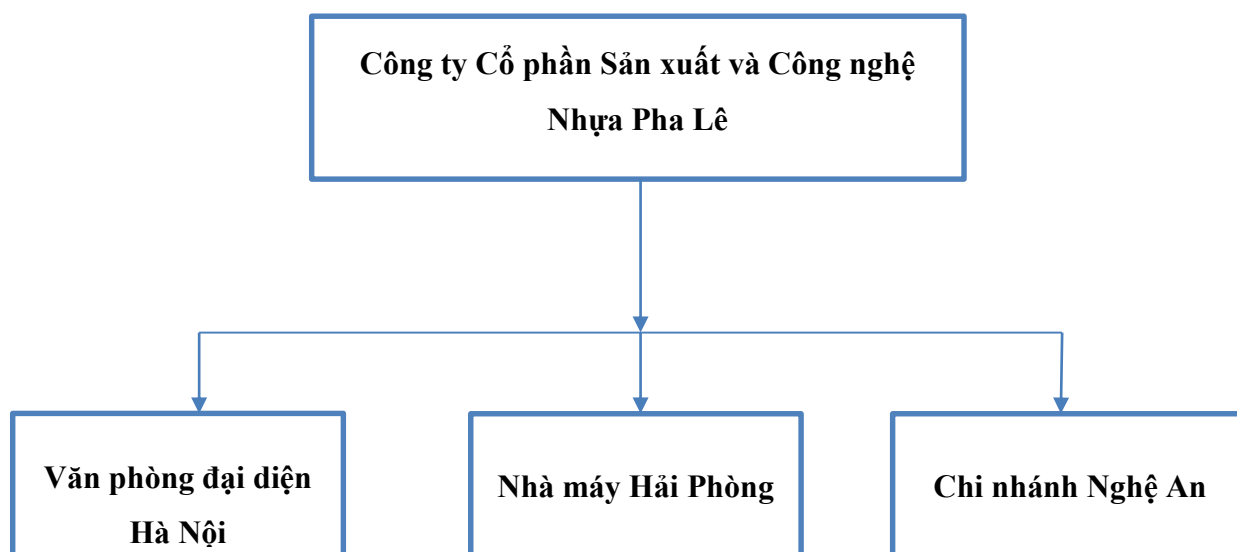 Công ty Cổ phần Sản xuất và Công nghệ
Nhựa Pha Lê
Văn phòng đại diện
Hà Nội
Nhà máy Hải Phòng
Chi nhánh Nghệ An